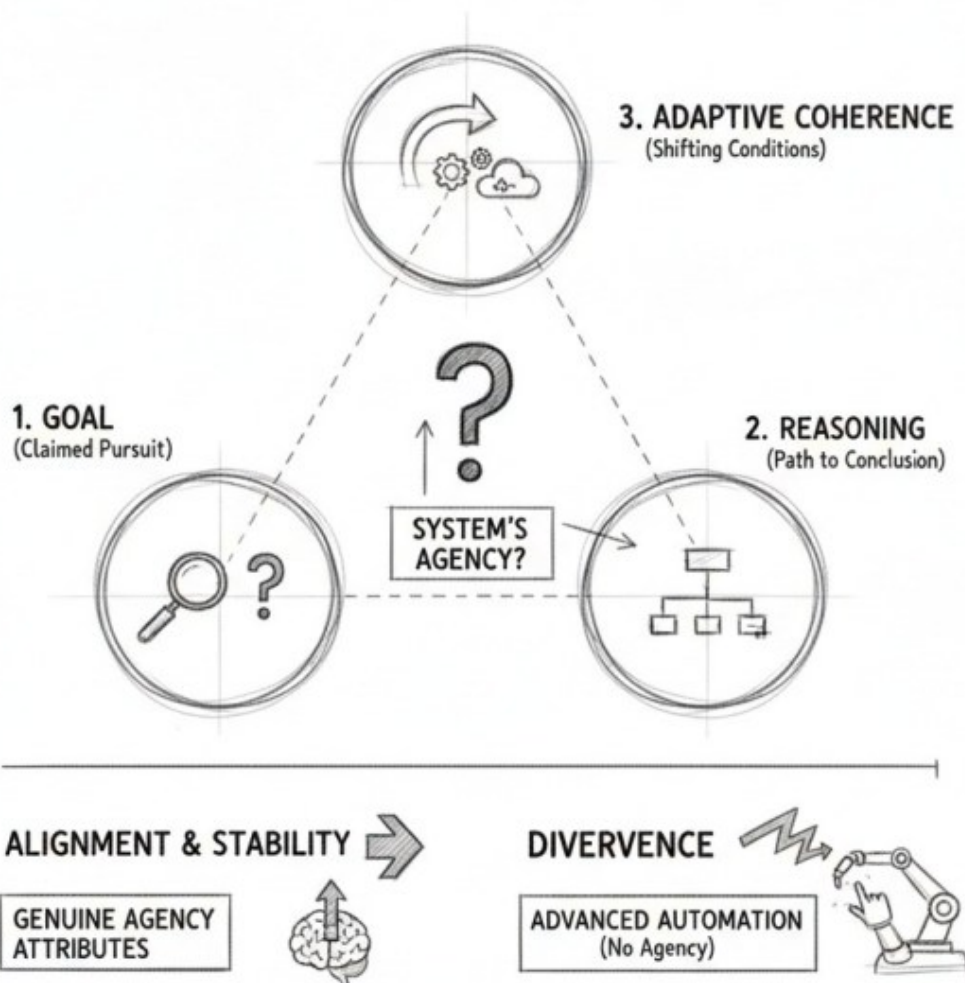 3. ADAPTIVE COHERENCE
(Shifting Conditions)
1. GOAL
(Claimed Pursuit)
2. REASONING
(Path to Conclusion)
?
SYSTEM'S
AGENCY?
?
ALIGNMENT & STABILITY
DIVERVENCE
GENUINE AGENCY
ATTRIBUTES
ADVANCED AUTOMATION
(No Agency)